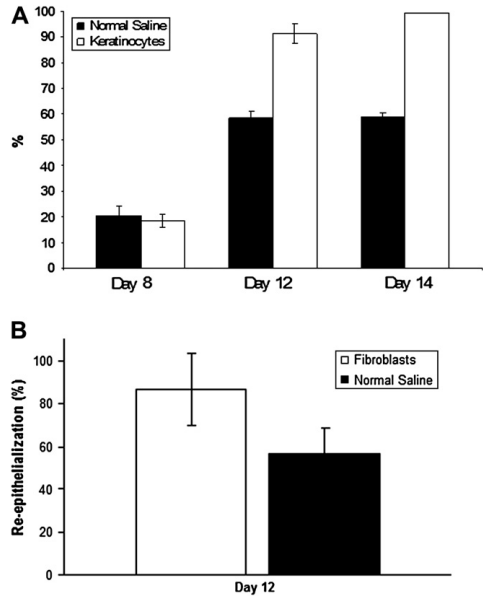 A
Normal Saline
Keratinocytes
100
90
80
70
60
50
40
30
20
10
0
%
Day 8 Day 12 Day 14
B
Fibroblasts
Normal Saline
100
80
60
40
20
0
Re-epithelialization (%)
Day 12